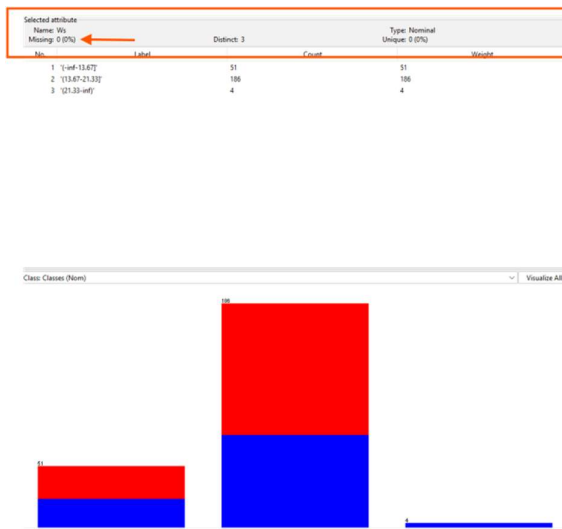 Selected attribute
Name: Ws Type: Nominal
Missing: 0 (0%) Distinct: 3 Unique: 0 (0%)
No. Label Count Weight
1 '(-inf-13.67]' 51 51
2 '(13.67-21.33]' 186 186
3 '(21.33-inf)' 4 4
Class: Classes (Nom) Visualize All
186
51
4